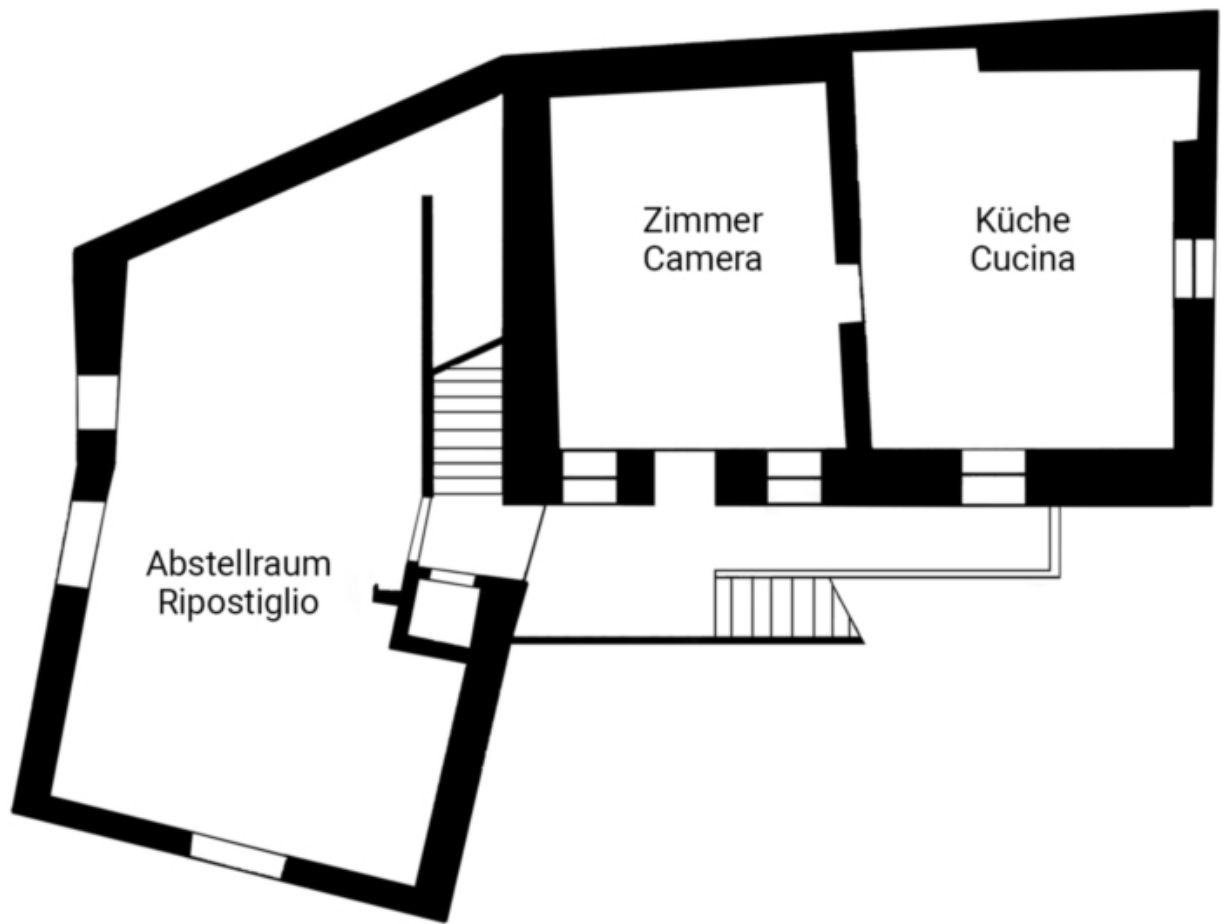 Zimmer
Camera
Küche
Cucina
Abstellraum
Ripostiglio